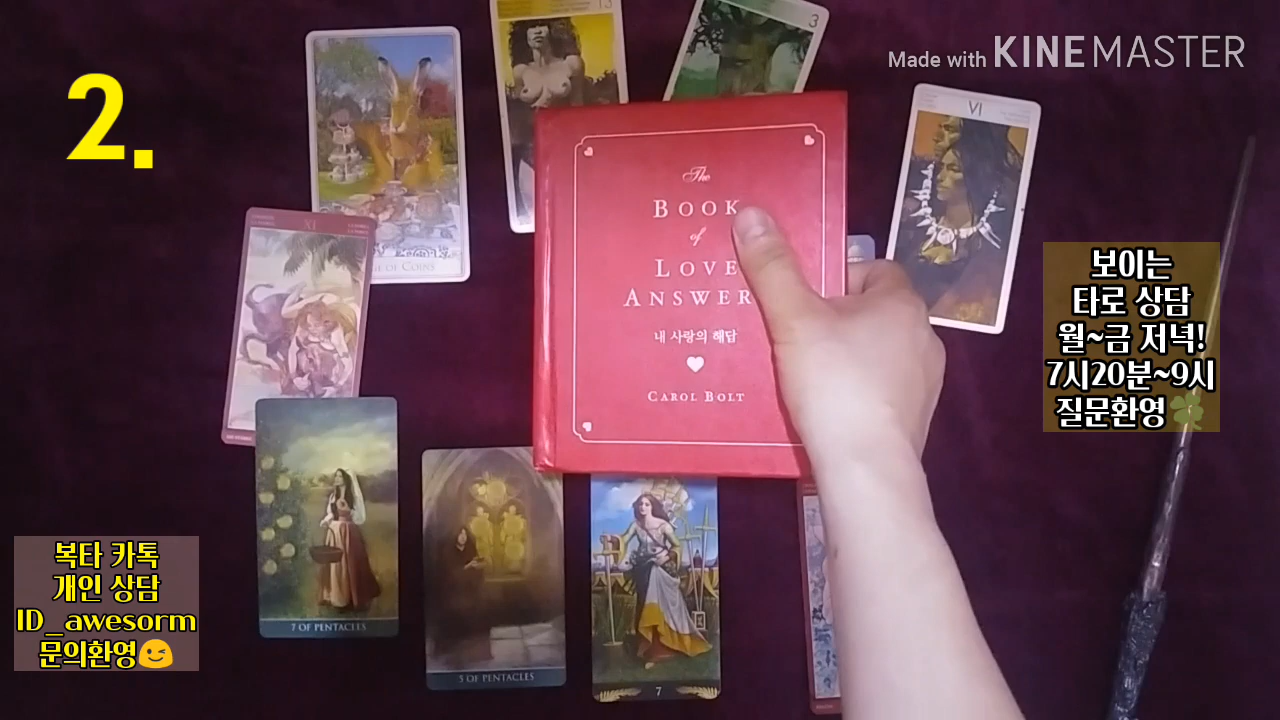 2.
Made with KINEMASTER
13
3
VI
XI
The
BOOK
of
LOVE
ANSWER
내 사랑의 해답
CAROL BOLT
OF COINS
7 OF PENTACLES
5 OF PENTACLES
7
보이는
타로 상담
월~금 저녁!
7시20분~9시
질문환영🍀
복타 카톡
개인 상담
ID_awesorm
문의환영😉